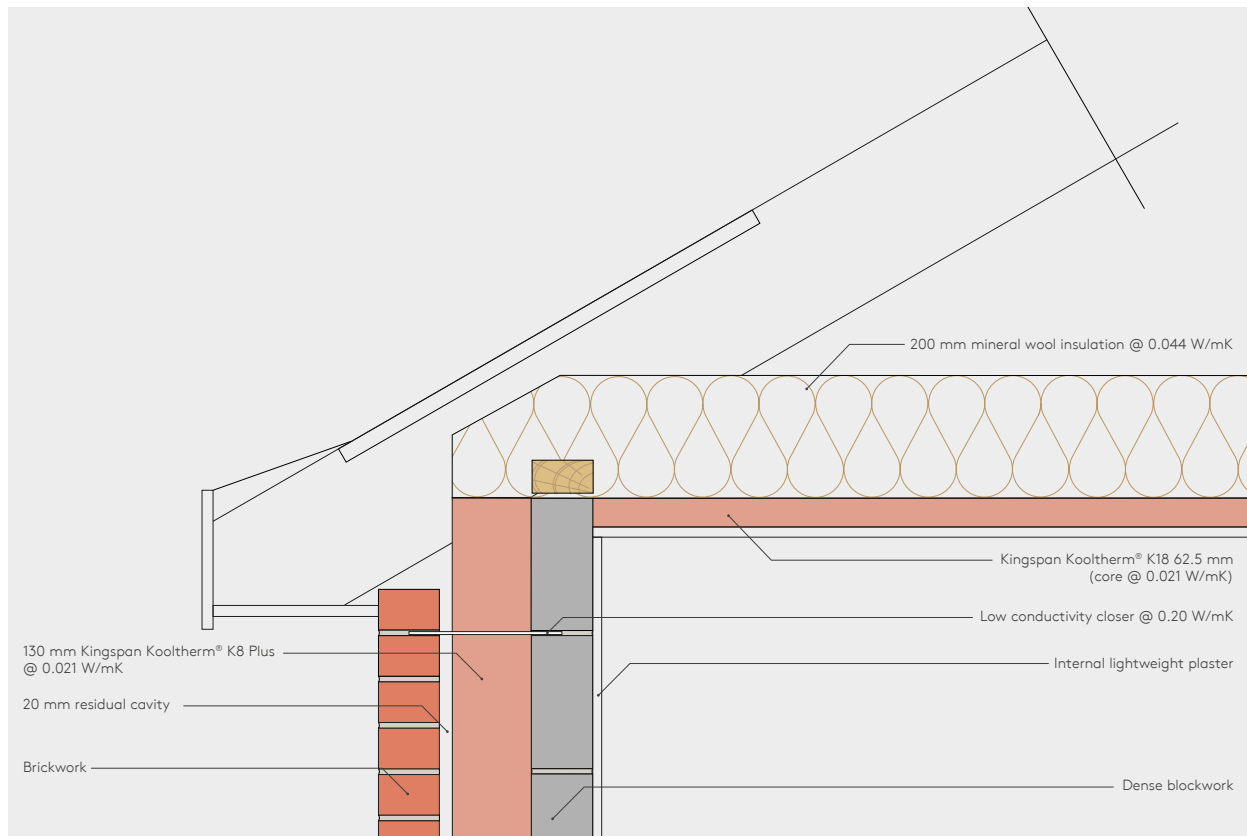 200 mm mineral wool insulation @ 0.044 W/mK
Kingspan Kooltherm® K18 62.5 mm
(core @ 0.021 W/mK)
Low conductivity closer @ 0.20 W/mK
130 mm Kingspan Kooltherm® K8 Plus
@ 0.021 W/mK
Internal lightweight plaster
20 mm residual cavity
Brickwork
Dense blockwork